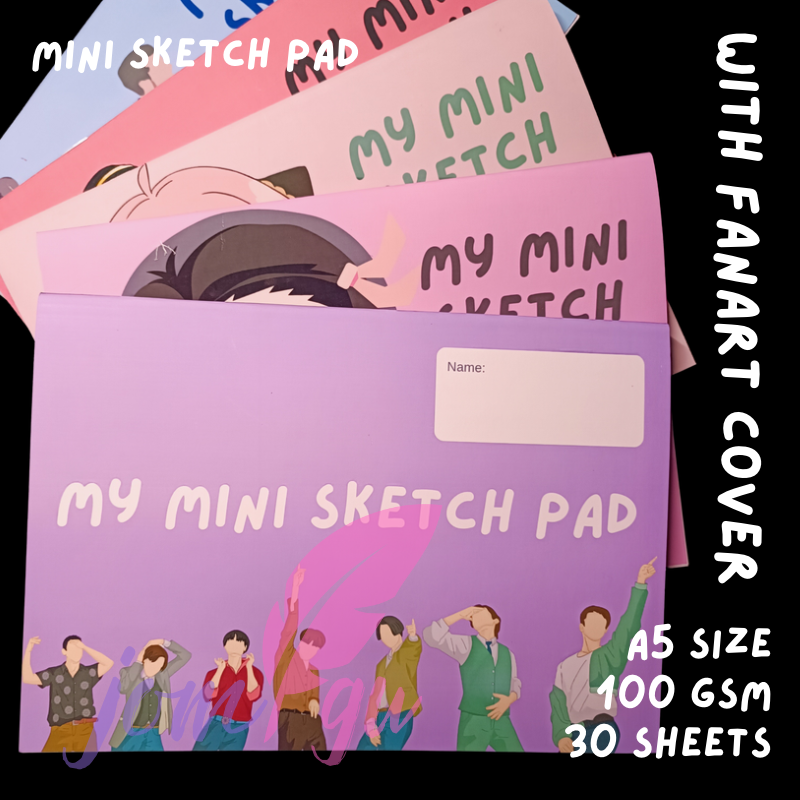 MINI SKETCH PAD
WITH FANART COVER
SK
MY MINI
MY MINI
SKETCH
MY MINI
SKETCH
Name:
MY MINI SKETCH PAD
A5 SIZE
100 GSM
30 SHEETS